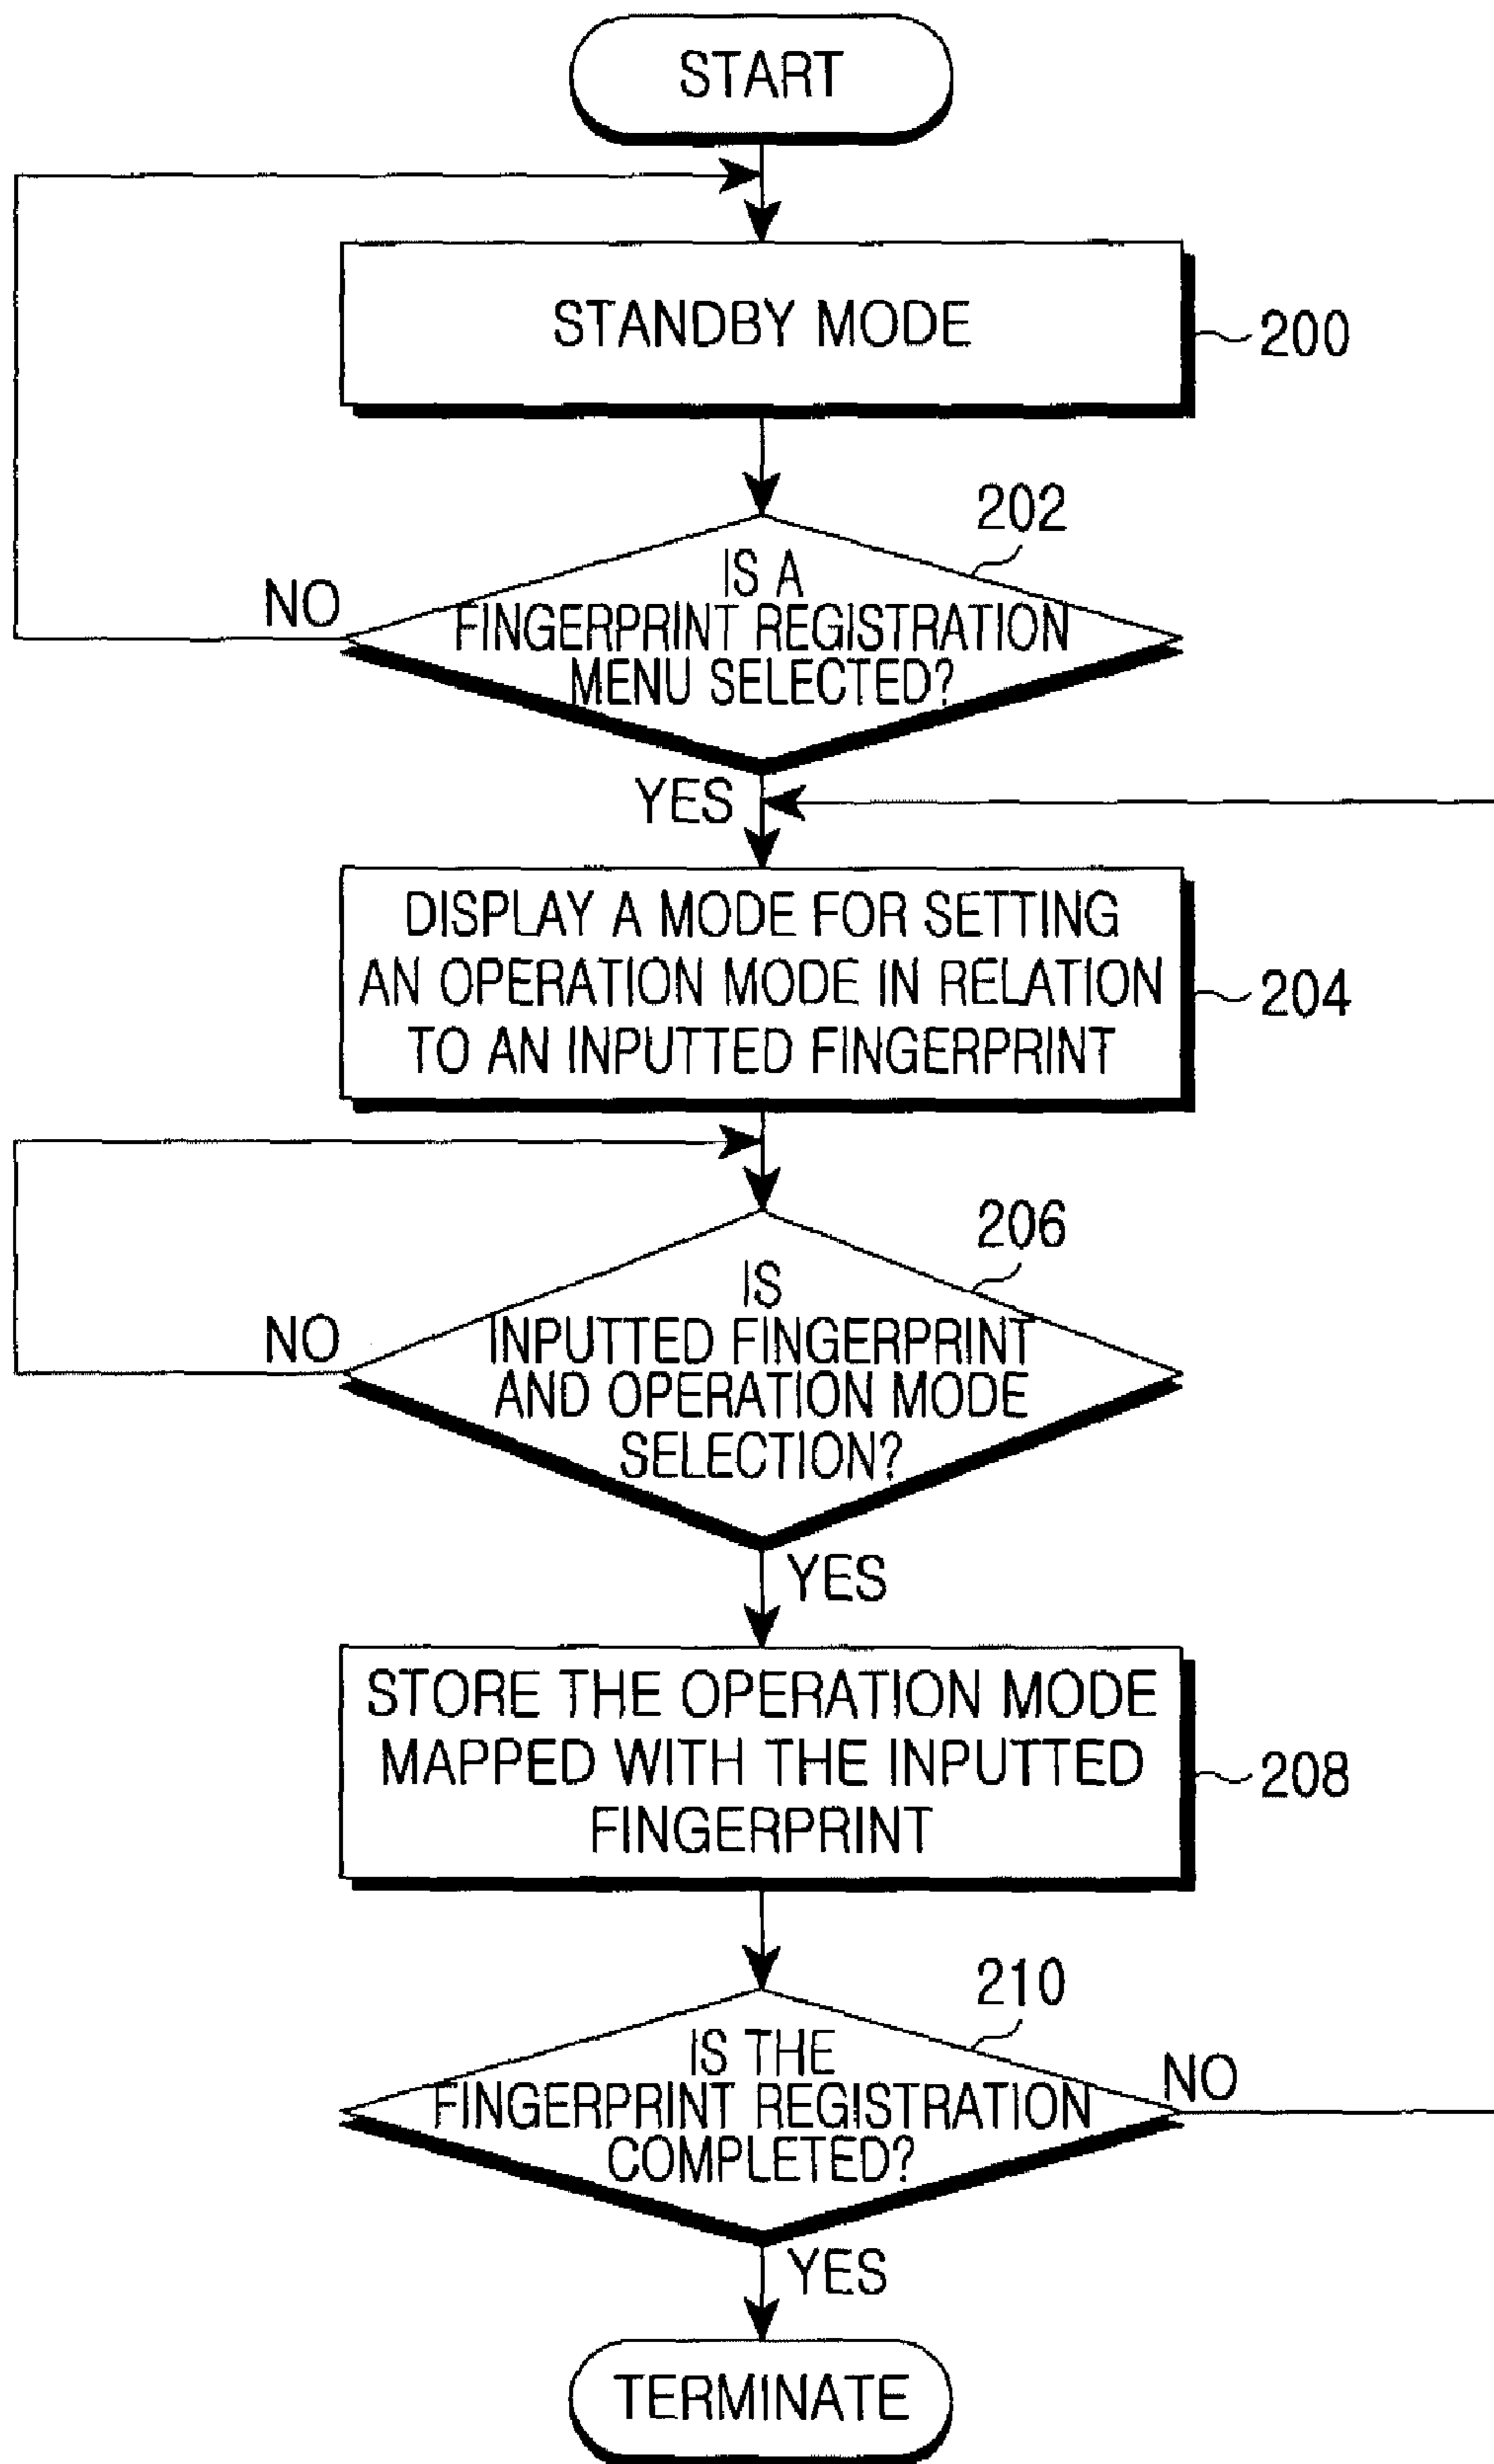 START
STANDBY MODE
200
202
IS A
FINGERPRINT REGISTRATION
MENU SELECTED?
NO
YES
DISPLAY A MODE FOR SETTING
AN OPERATION MODE IN RELATION
TO AN INPUTTED FINGERPRINT
204
206
IS
INPUTTED FINGERPRINT
AND OPERATION MODE
SELECTION?
NO
YES
STORE THE OPERATION MODE
MAPPED WITH THE INPUTTED
FINGERPRINT
208
210
IS THE
FINGERPRINT REGISTRATION
COMPLETED?
NO
YES
TERMINATE